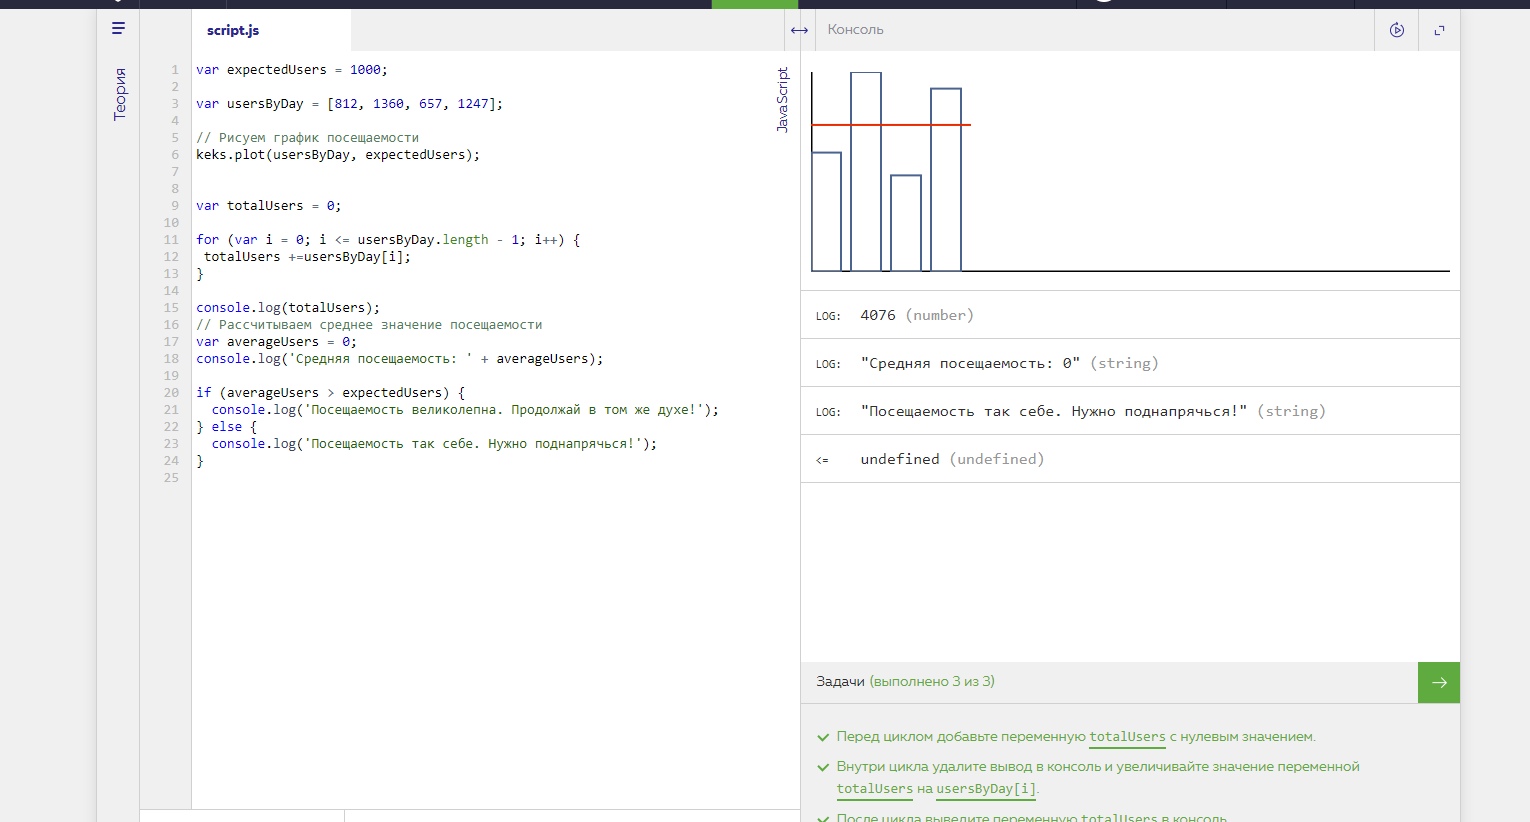 script.js
Консоль
Теория
JavaScript
1 var expectedUsers = 1000;
2
3 var usersByDay = [812, 1360, 657, 1247];
4
5 // Рисуем график посещаемости
6 keks.plot(usersByDay, expectedUsers);
7
8
9 var totalUsers = 0;
10
11 for (var i = 0; i <= usersByDay.length - 1; i++) {
12 totalUsers +=usersByDay[i];
13 }
14
15 console.log(totalUsers);
16 // Рассчитываем среднее значение посещаемости
17 var averageUsers = 0;
18 console.log('Средняя посещаемость: ' + averageUsers);
19
20 if (averageUsers > expectedUsers) {
21 console.log('Посещаемость великолепна. Продолжай в том же духе!');
22 } else {
23 console.log('Посещаемость так себе. Нужно поднапрячься!');
24 }
25
LOG: 4076 (number)
LOG: "Средняя посещаемость: 0" (string)
LOG: "Посещаемость так себе. Нужно поднапрячься!" (string)
<= undefined (undefined)
Задачи (выполнено 3 из 3)
Перед циклом добавьте переменную totalUsers с нулевым значением.
Внутри цикла удалите вывод в консоль и увеличивайте значение переменной
totalUsers на usersByDay[i].
После цикла выведите переменную totalUsers в консоль.